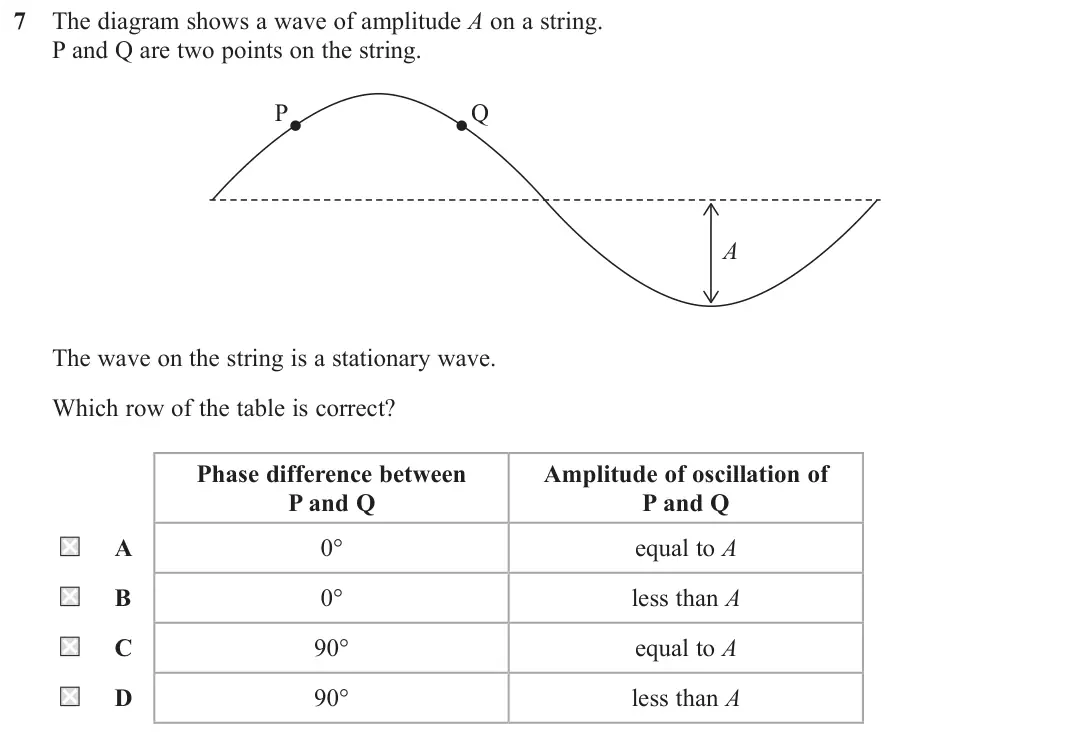 7 The diagram shows a wave of amplitude A on a string.
P and Q are two points on the string.
P
Q
A
The wave on the string is a stationary wave.
Which row of the table is correct?
Phase difference between
P and Q
Amplitude of oscillation of
P and Q
A 0° equal to A
B 0° less than A
C 90° equal to A
D 90° less than A